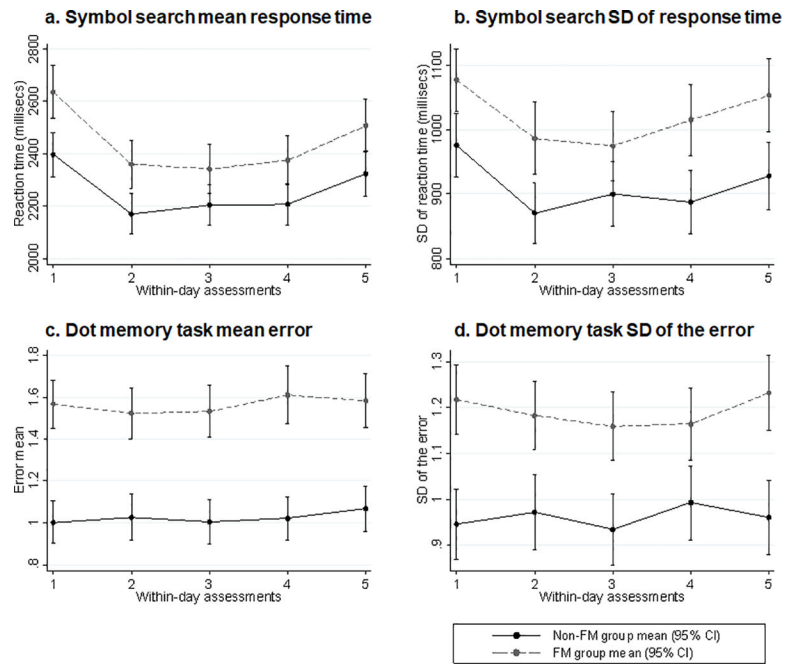 a. Symbol search mean response time
Reaction time (millisecs)
2000 2200 2400 2600 2800
1 2 3 4 5
Within-day assessments
b. Symbol search SD of response time
SD of reaction time (millisecs)
800 900 1000 1100
1 2 3 4 5
Within-day assessments
c. Dot memory task mean error
Error mean
.8 1 1.2 1.4 1.6 1.8
1 2 3 4 5
Within-day assessments
d. Dot memory task SD of the error
SD of the error
.9 1 1.1 1.2 1.3
1 2 3 4 5
Within-day assessments
Non-FM group mean (95% CI)
FM group mean (95% CI)